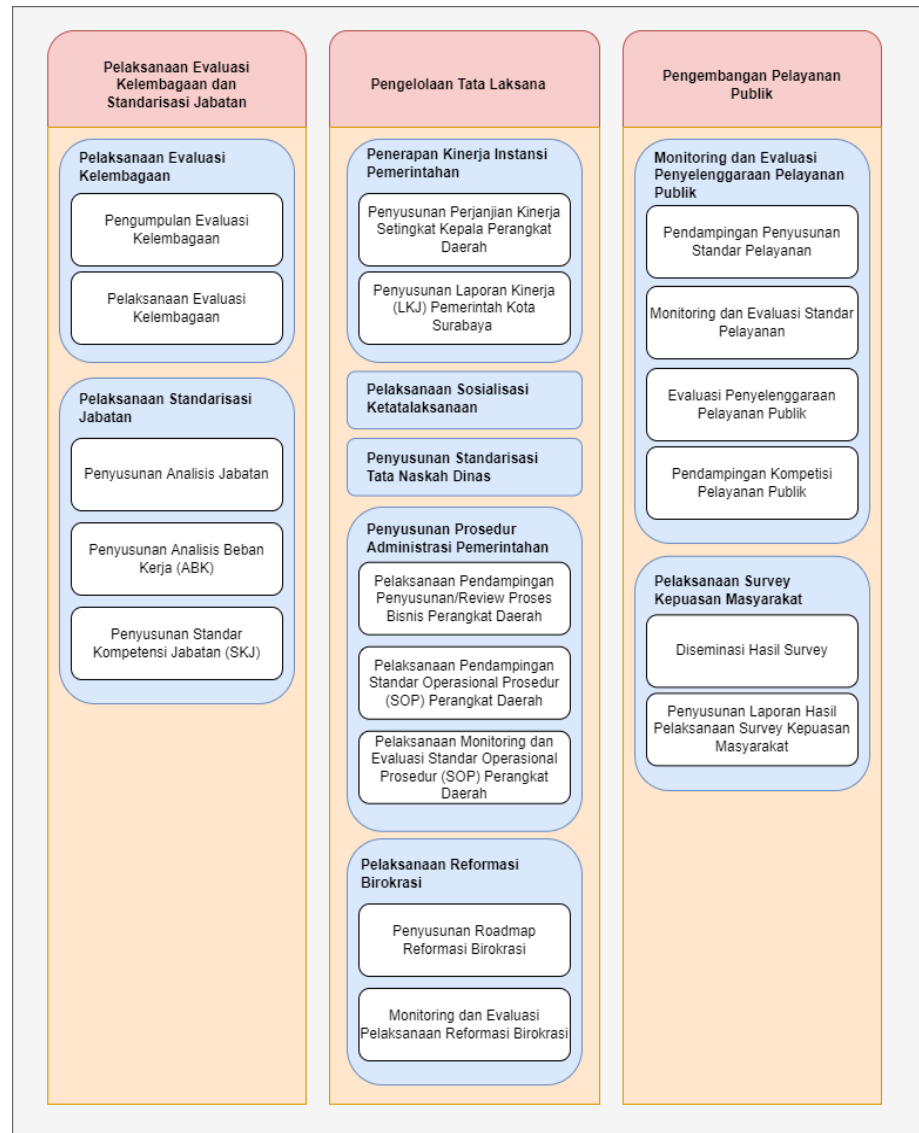 Pelaksanaan Evaluasi
Kelembagaan dan
Standarisasi Jabatan
Pelaksanaan Evaluasi
Kelembagaan
Pengumpulan Evaluasi
Kelembagaan
Pelaksanaan Evaluasi
Kelembagaan
Pelaksanaan Standarisasi
Jabatan
Penyusunan Analisis Jabatan
Penyusunan Analisis Beban
Kerja (ABK)
Penyusunan Standar
Kompetensi Jabatan (SKJ)
Pengelolaan Tata Laksana
Penerapan Kinerja Instansi
Pemerintahan
Penyusunan Perjanjian Kinerja
Setingkat Kepala Perangkat
Daerah
Penyusunan Laporan Kinerja
(LKJ) Pemerintah Kota
Surabaya
Pelaksanaan Sosialisasi
Ketatalaksanaan
Penyusunan Standarisasi
Tata Naskah Dinas
Penyusunan Prosedur
Administrasi Pemerintahan
Pelaksanaan Pendampingan
Penyusunan/Review Proses
Bisnis Perangkat Daerah
Pelaksanaan Pendampingan
Standar Operasional Prosedur
(SOP) Perangkat Daerah
Pelaksanaan Monitoring dan
Evaluasi Standar Operasional
Prosedur (SOP) Perangkat
Daerah
Pelaksanaan Reformasi
Birokrasi
Penyusunan Roadmap
Reformasi Birokrasi
Monitoring dan Evaluasi
Pelaksanaan Reformasi Birokrasi
Pengembangan Pelayanan
Publik
Monitoring dan Evaluasi
Penyelenggaraan Pelayanan
Publik
Pendampingan Penyusunan
Standar Pelayanan
Monitoring dan Evaluasi Standar
Pelayanan
Evaluasi Penyelenggaraan
Pelayanan Publik
Pendampingan Kompetisi
Pelayanan Publik
Pelaksanaan Survey
Kepuasan Masyarakat
Diseminasi Hasil Survey
Penyusunan Laporan Hasil
Pelaksanaan Survey Kepuasan
Masyarakat